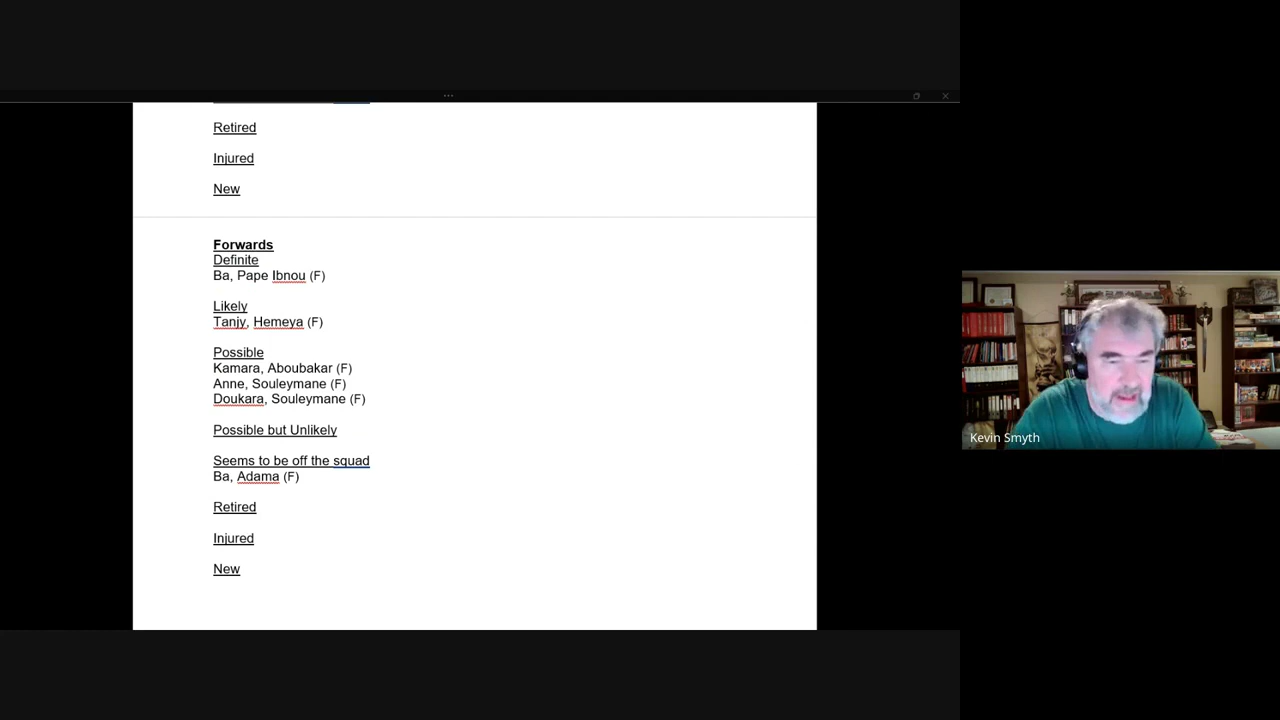 Retired
Injured
New
Forwards
Definite
Ba, Pape Ibnou (F)
Likely
Tanjy, Hemeya (F)
Possible
Kamara, Aboubakar (F)
Anne, Souleymane (F)
Doukara, Souleymane (F)
Possible but Unlikely
Seems to be off the squad
Ba, Adama (F)
Retired
Injured
New
Kevin Smyth